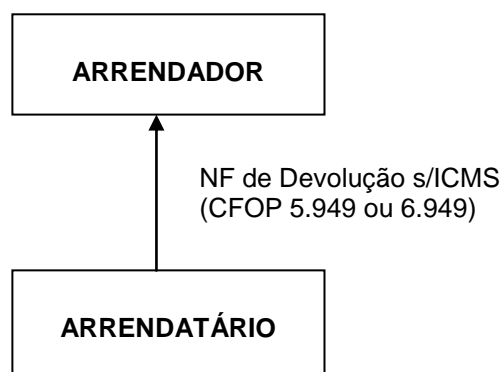 ARRENDADOR
NF de Devolução s/ICMS
(CFOP 5.949 ou 6.949)
ARRENDATÁRIO